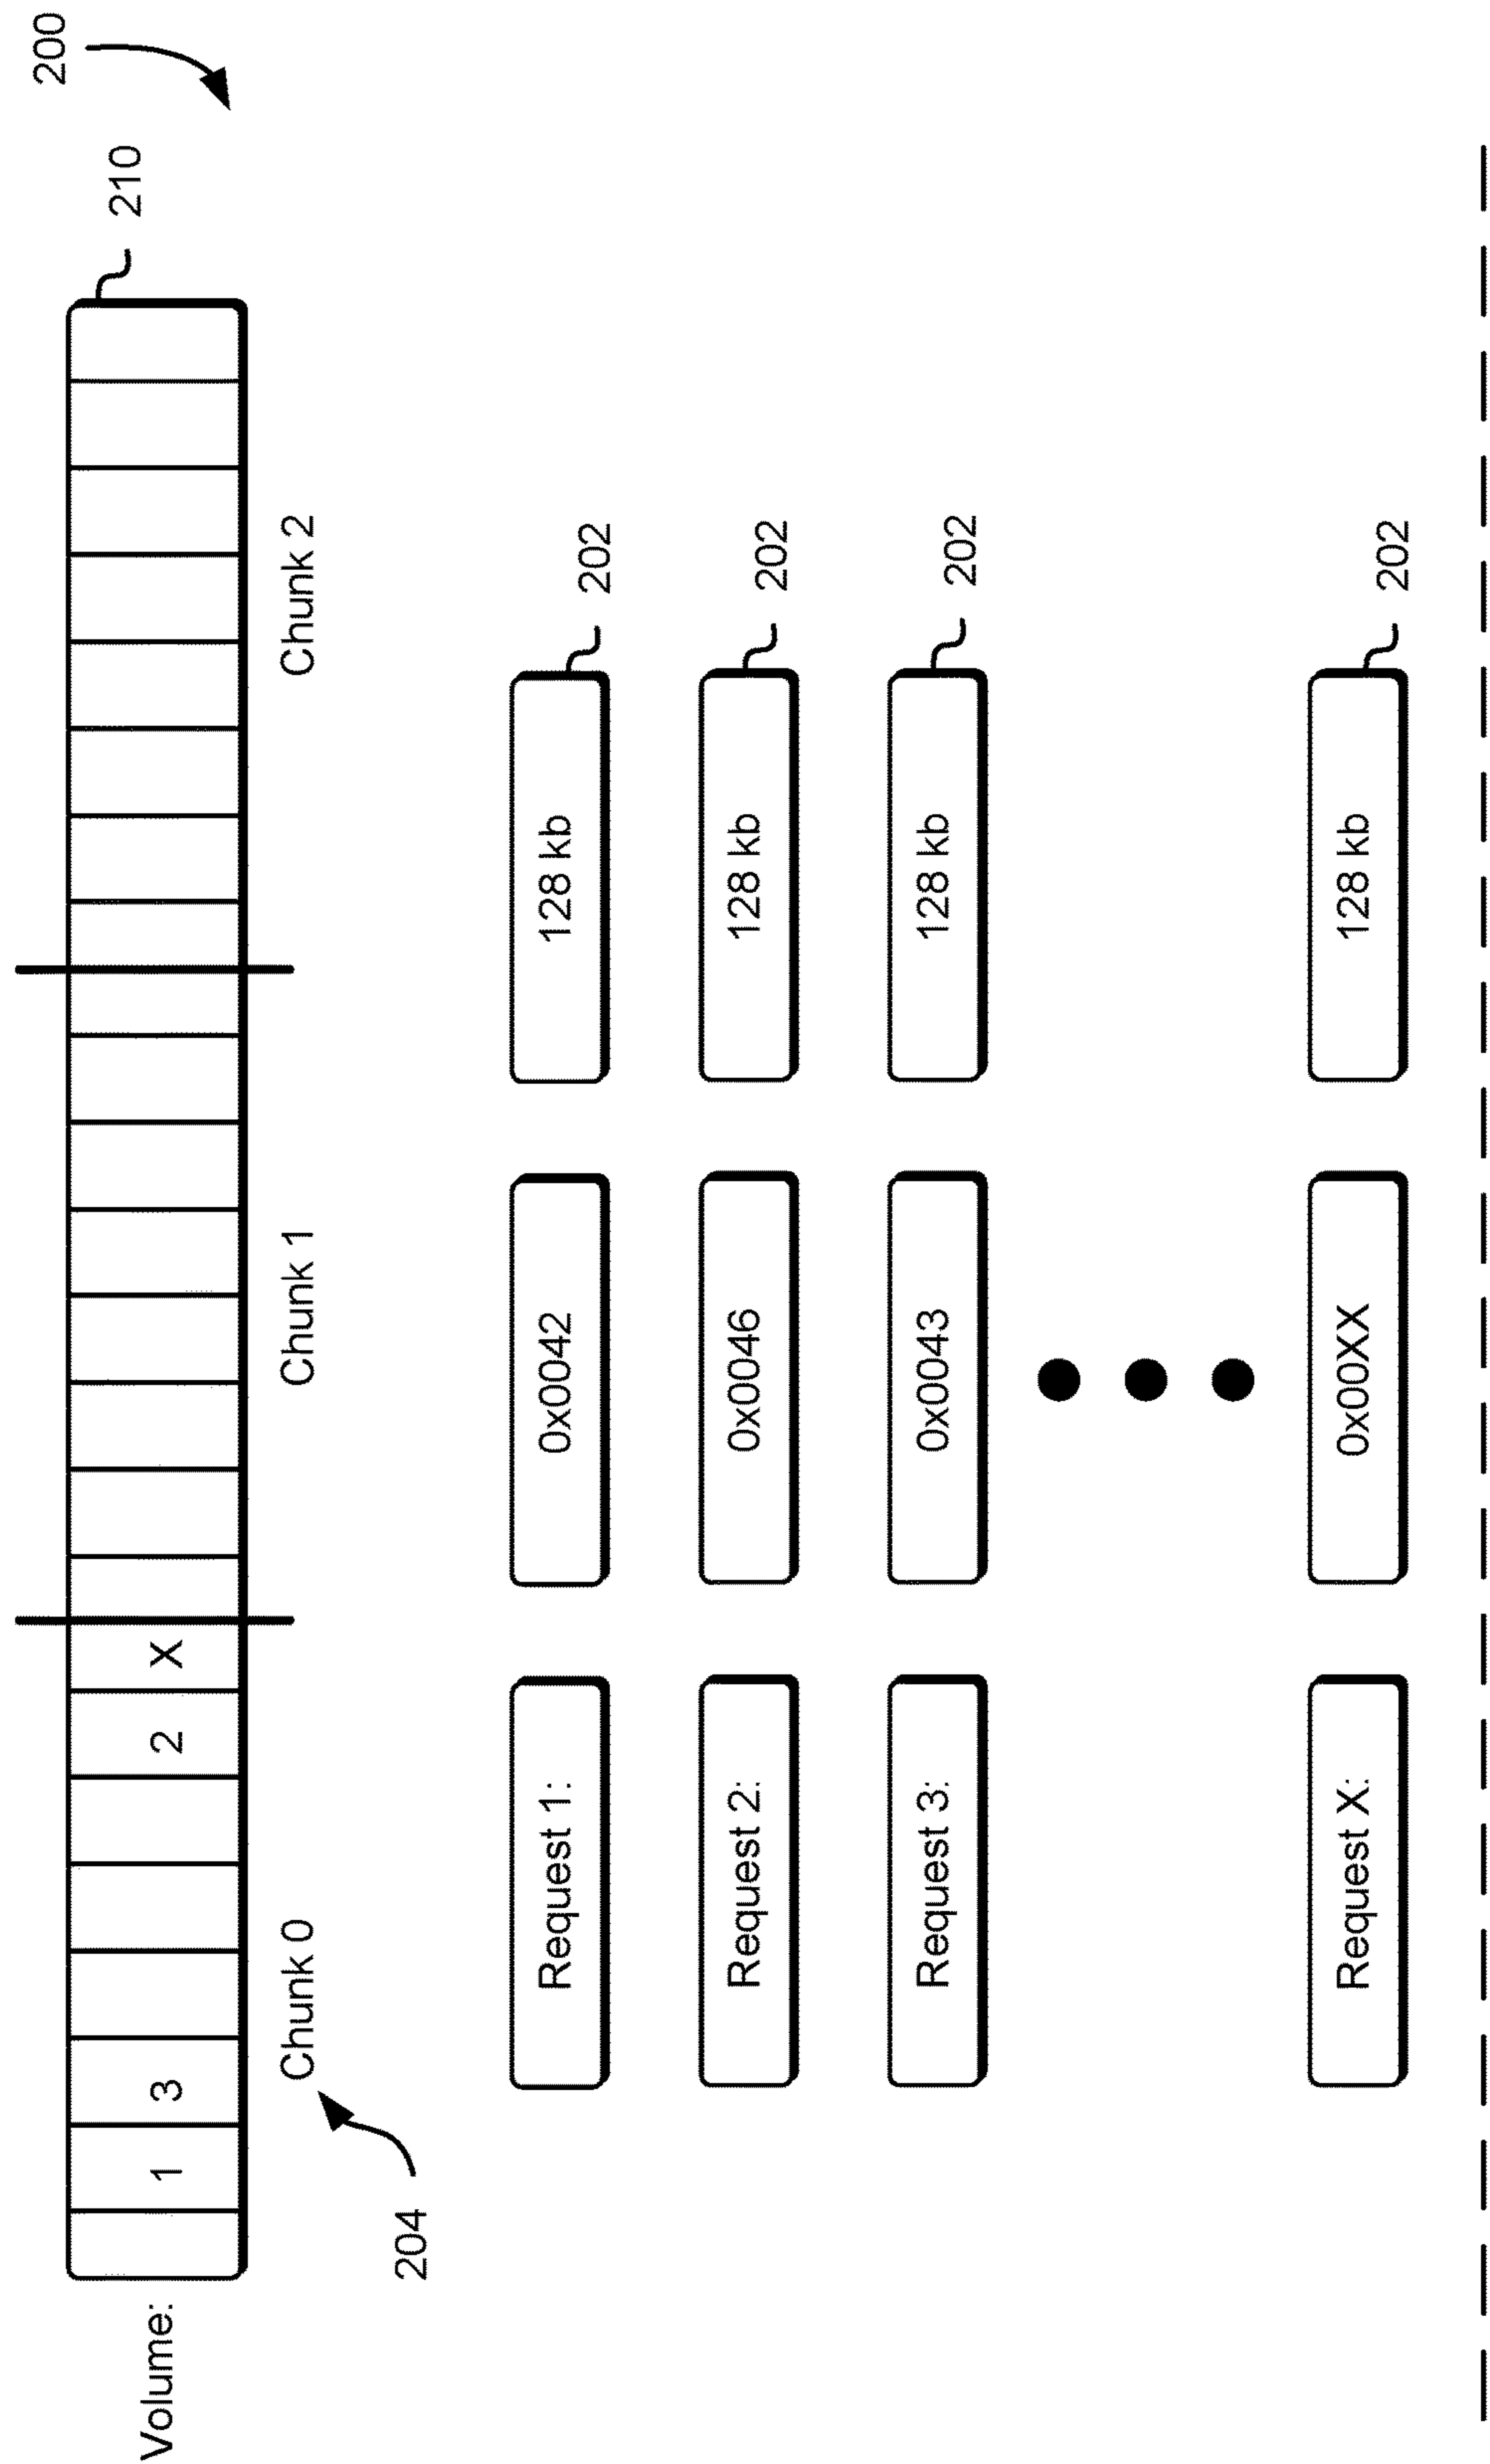 200
210
Volume: 1 3 2 X
Chunk 0 Chunk 1 Chunk 2
204
202
Request 1: 0x0042 128 kb
202
Request 2: 0x0046 128 kb
202
Request 3: 0x0043 128 kb
202
Request X: 0x00XX 128 kb